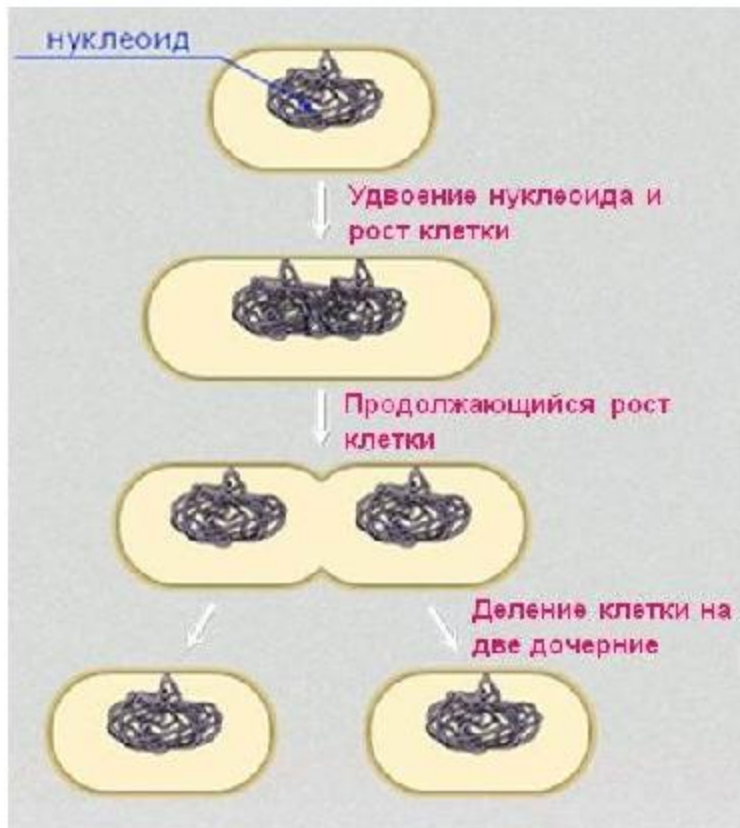 нуклеоид
Удвоение нуклеоида и
рост клетки
Продолжающийся рост
клетки
Деление клетки на
две дочерние